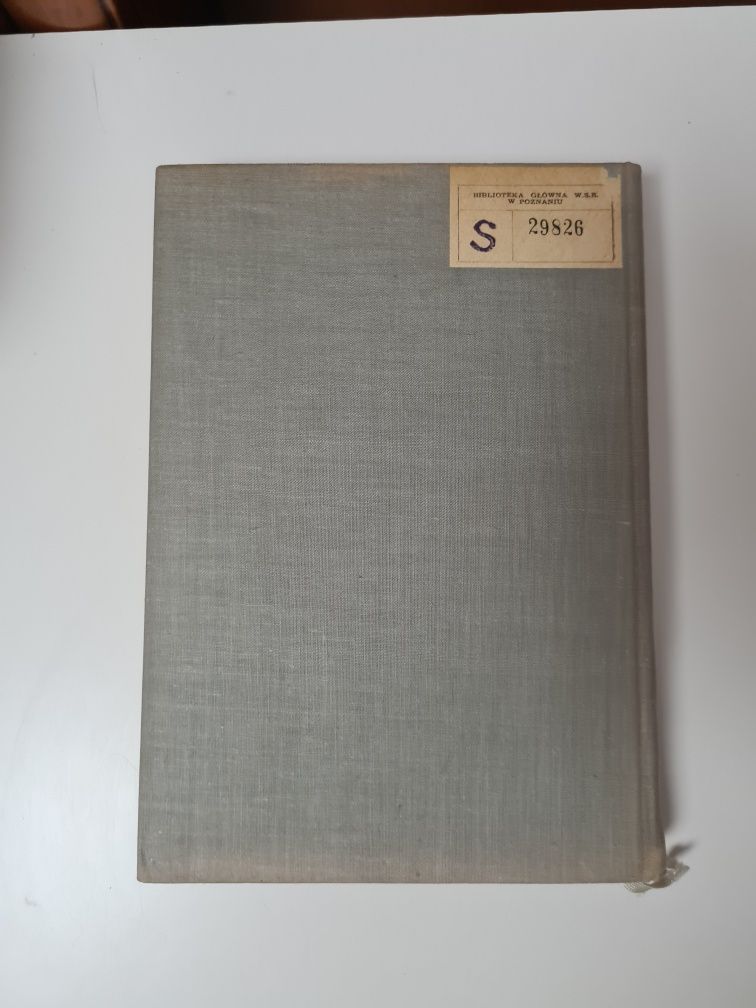 BIBLIOTEKA GŁÓWNA W.S.R.
W POZNANIU
S 29826